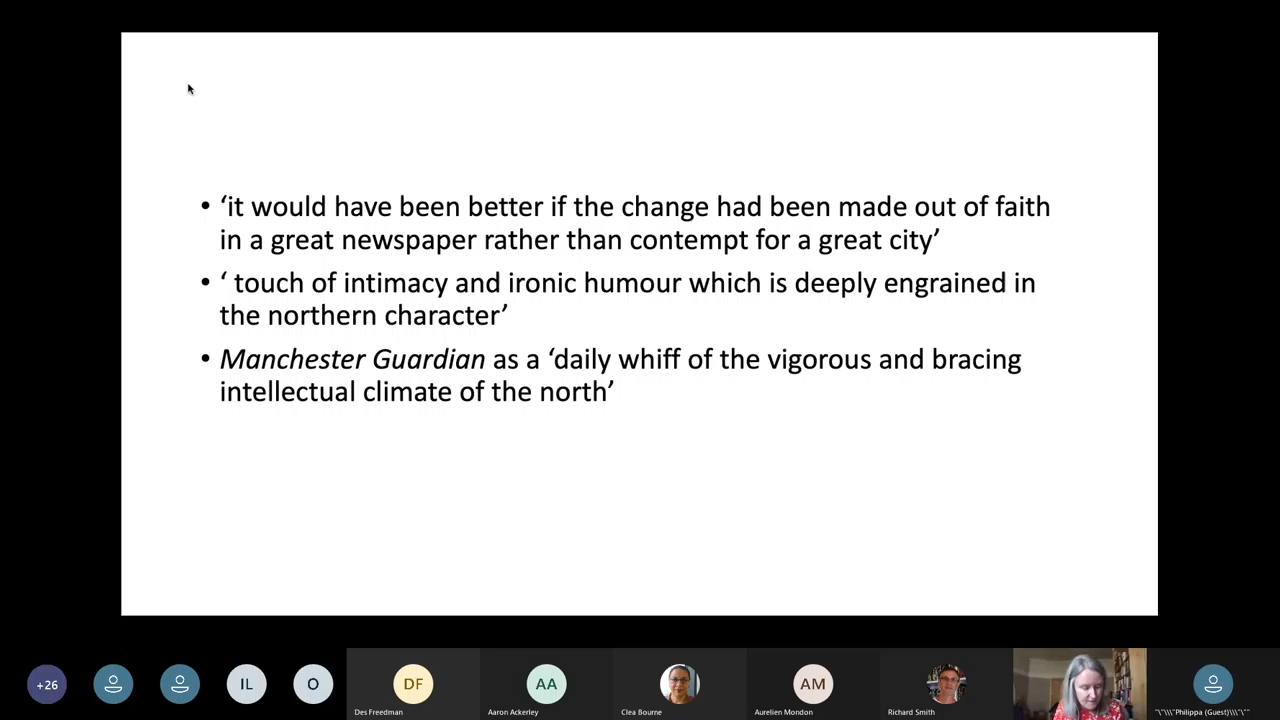 • ‘it would have been better if the change had been made out of faith
in a great newspaper rather than contempt for a great city’
• ‘ touch of intimacy and ironic humour which is deeply engrained in
the northern character’
• Manchester Guardian as a ‘daily whiff of the vigorous and bracing
intellectual climate of the north’
+26
IL
O
DF
AA
AM
Des Freedman
Aaron Ackerley
Clea Bourne
Aurelien Mondon
Richard Smith
"\"\\\"Philippa (Guest)\\\"\""